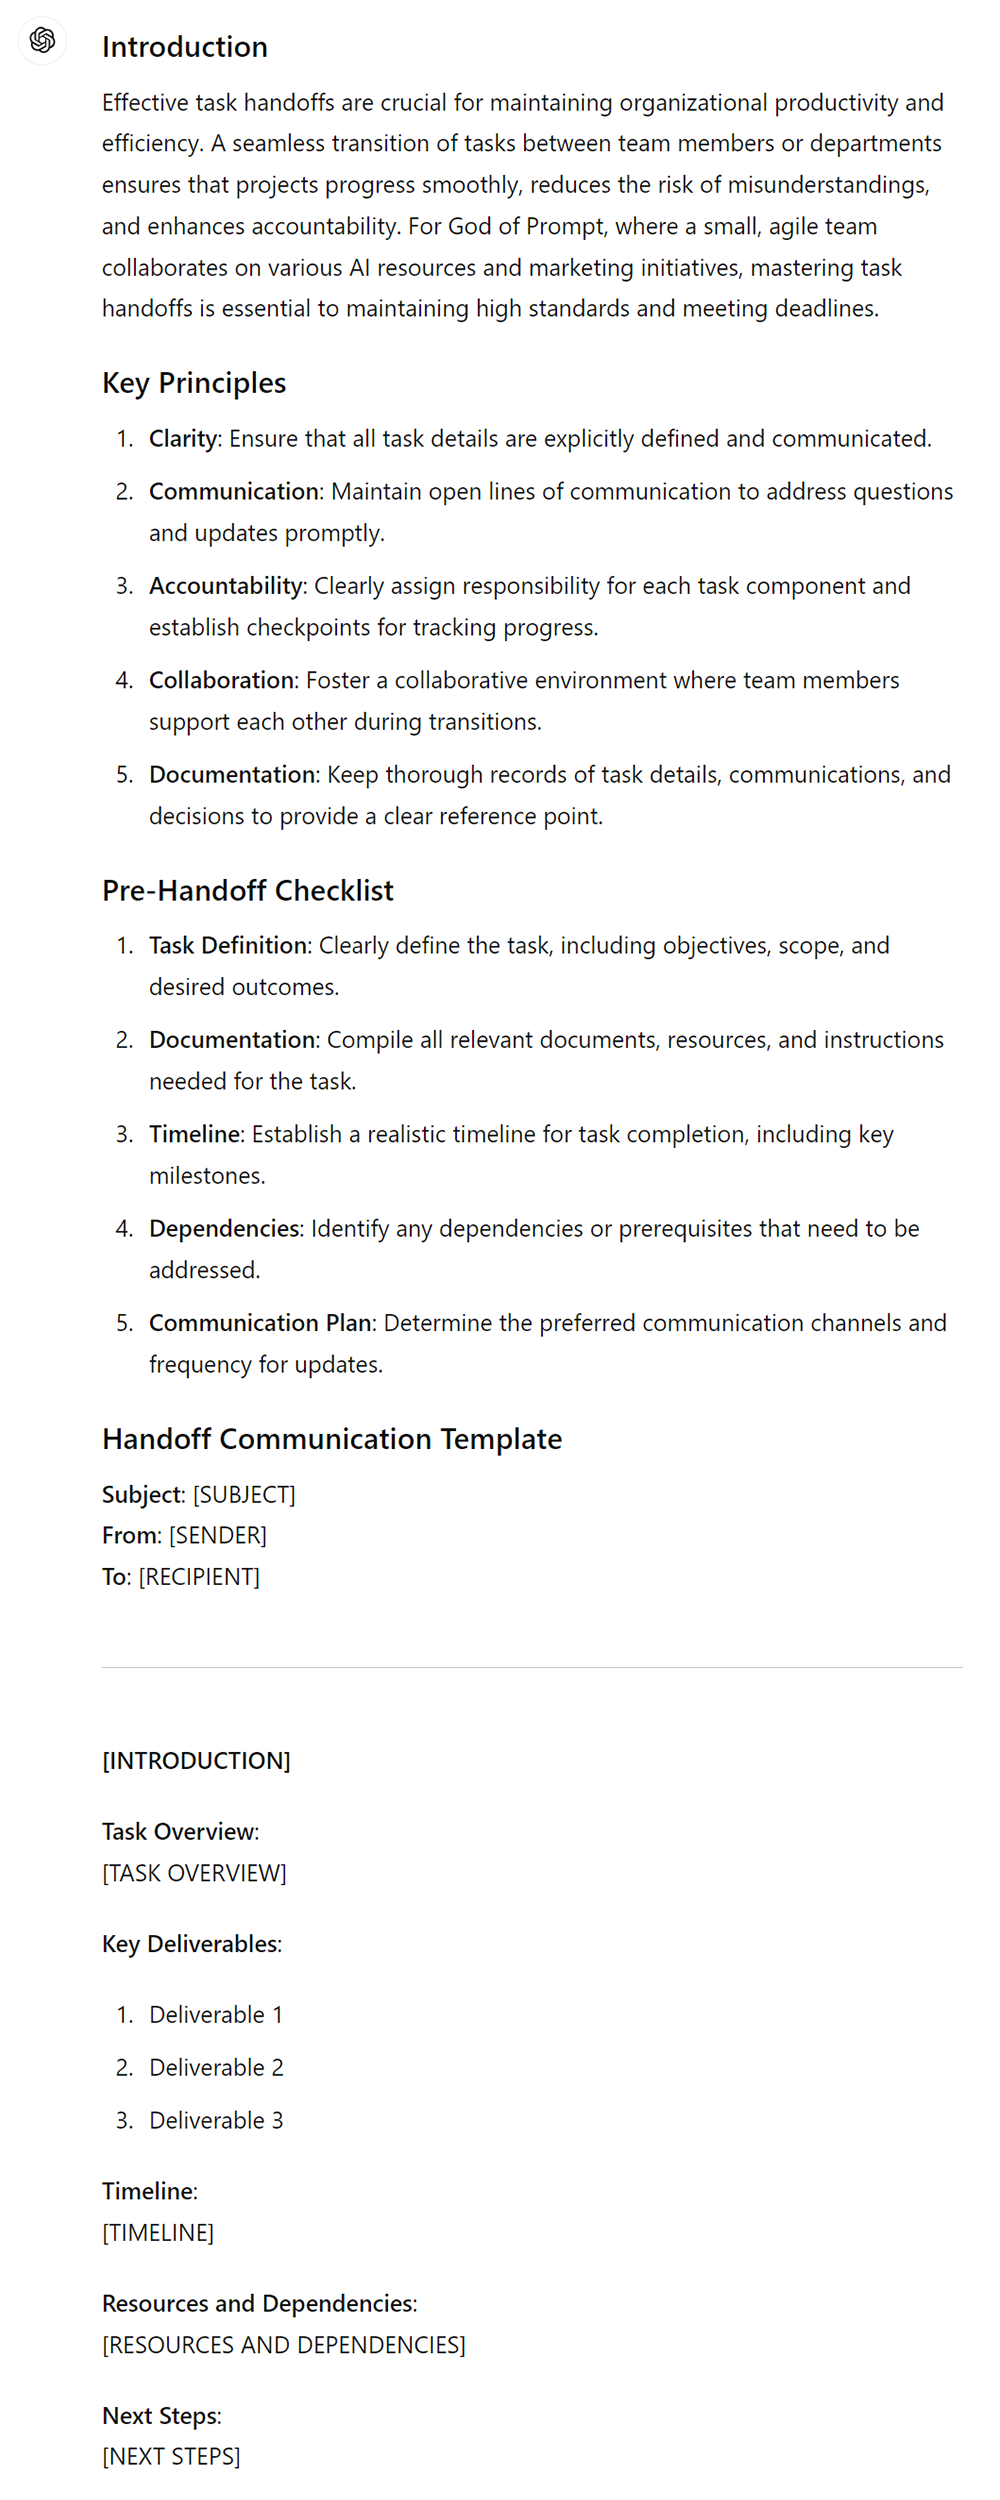 Introduction
Effective task handoffs are crucial for maintaining organizational productivity and
efficiency. A seamless transition of tasks between team members or departments
ensures that projects progress smoothly, reduces the risk of misunderstandings,
and enhances accountability. For God of Prompt, where a small, agile team
collaborates on various AI resources and marketing initiatives, mastering task
handoffs is essential to maintaining high standards and meeting deadlines.
Key Principles
1. Clarity: Ensure that all task details are explicitly defined and communicated.
2. Communication: Maintain open lines of communication to address questions
and updates promptly.
3. Accountability: Clearly assign responsibility for each task component and
establish checkpoints for tracking progress.
4. Collaboration: Foster a collaborative environment where team members
support each other during transitions.
5. Documentation: Keep thorough records of task details, communications, and
decisions to provide a clear reference point.
Pre-Handoff Checklist
1. Task Definition: Clearly define the task, including objectives, scope, and
desired outcomes.
2. Documentation: Compile all relevant documents, resources, and instructions
needed for the task.
3. Timeline: Establish a realistic timeline for task completion, including key
milestones.
4. Dependencies: Identify any dependencies or prerequisites that need to be
addressed.
5. Communication Plan: Determine the preferred communication channels and
frequency for updates.
Handoff Communication Template
Subject: [SUBJECT]
From: [SENDER]
To: [RECIPIENT]
[INTRODUCTION]
Task Overview:
[TASK OVERVIEW]
Key Deliverables:
1. Deliverable 1
2. Deliverable 2
3. Deliverable 3
Timeline:
[TIMELINE]
Resources and Dependencies:
[RESOURCES AND DEPENDENCIES]
Next Steps:
[NEXT STEPS]